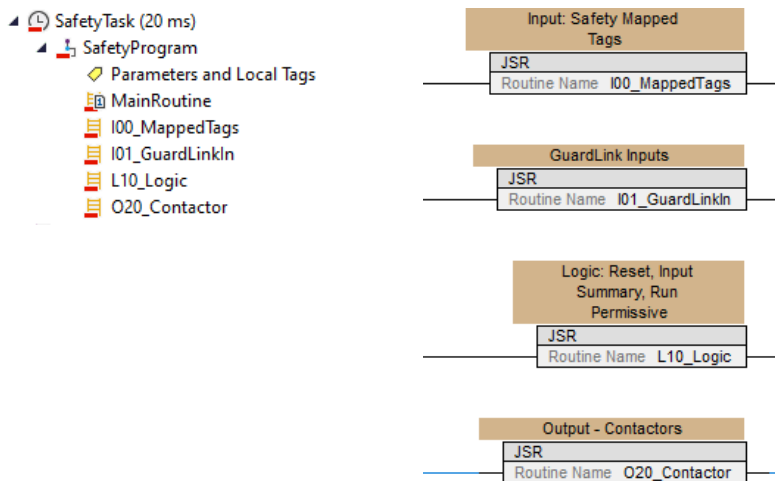 SafetyTask (20 ms)
SafetyProgram
Parameters and Local Tags
MainRoutine
I00_MappedTags
I01_GuardLinkIn
L10_Logic
O20_Contactor
Input: Safety Mapped
Tags
JSR
Routine Name I00_MappedTags
GuardLink Inputs
JSR
Routine Name I01_GuardLinkIn
Logic: Reset, Input
Summary, Run
Permissive
JSR
Routine Name L10_Logic
Output - Contactors
JSR
Routine Name O20_Contactor